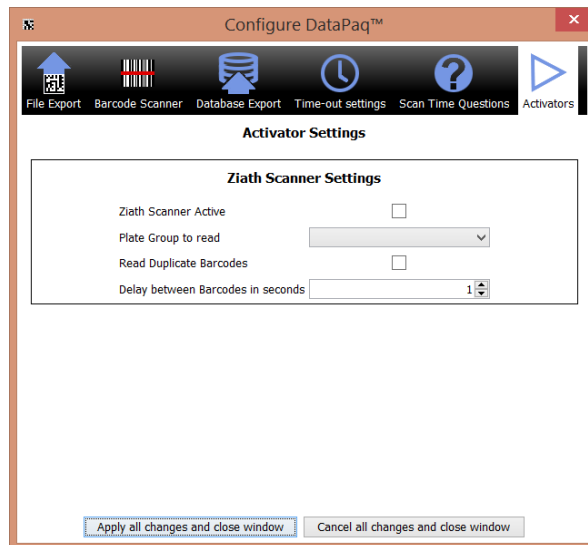 Configure DataPaq™
File Export Barcode Scanner Database Export Time-out settings Scan Time Questions Activators
Activator Settings
Ziath Scanner Settings
Ziath Scanner Active
Plate Group to read
Read Duplicate Barcodes
Delay between Barcodes in seconds 1
Apply all changes and close window Cancel all changes and close window